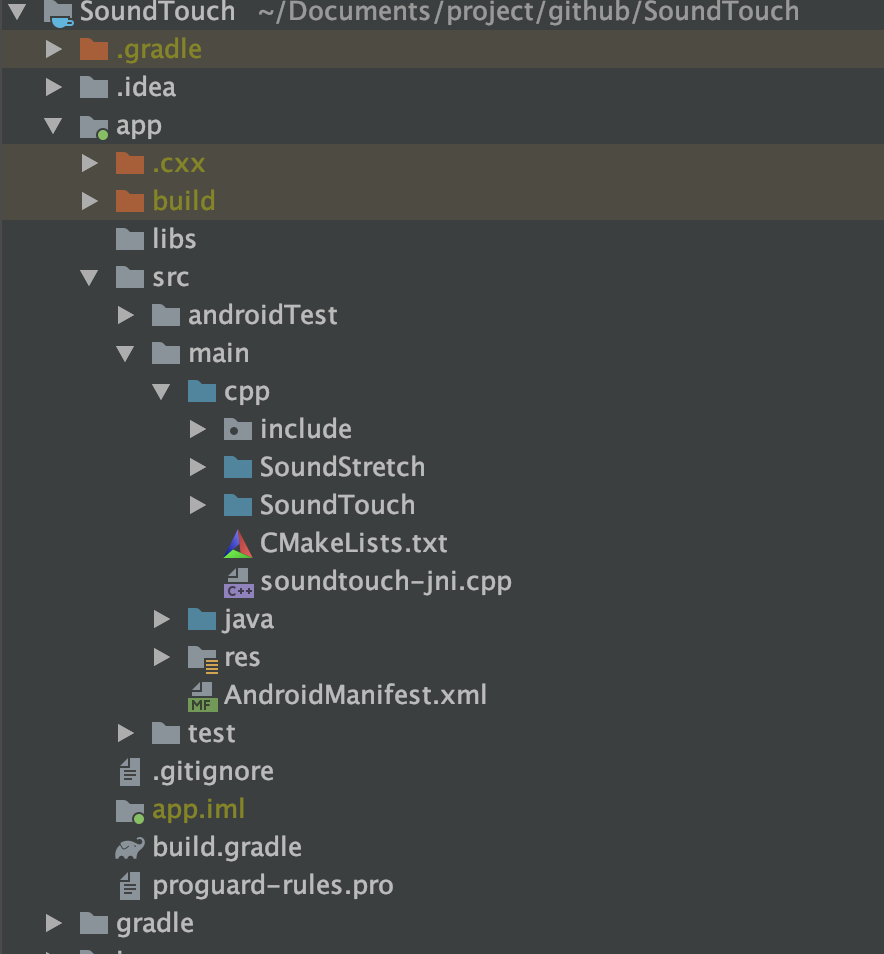 SoundTouch ~/Documents/project/github/SoundTouch
.gradle
.idea
app
.cxx
build
libs
src
androidTest
main
cpp
include
SoundStretch
SoundTouch
CMakeLists.txt
C++ soundtouch-jni.cpp
java
res
MF AndroidManifest.xml
test
.gitignore
app.iml
build.gradle
proguard-rules.pro
gradle